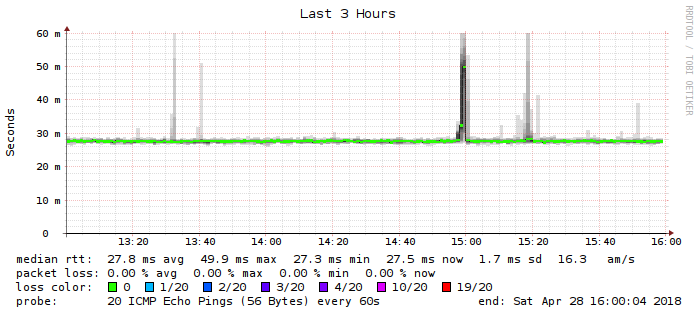 Last 3 Hours
RRDTOOL / TOBI OETIKER
Seconds
60 m
50 m
40 m
30 m
20 m
10 m
0
13:20 13:40 14:00 14:20 14:40 15:00 15:20 15:40 16:00
median rtt: 27.8 ms avg 49.9 ms max 27.3 ms min 27.5 ms now 1.7 ms sd 16.3 am/s
packet loss: 0.00 % avg 0.00 % max 0.00 % min 0.00 % now
loss color: 0 1/20 2/20 3/20 4/20 10/20 19/20
probe: 20 ICMP Echo Pings (56 Bytes) every 60s end: Sat Apr 28 16:00:04 2018